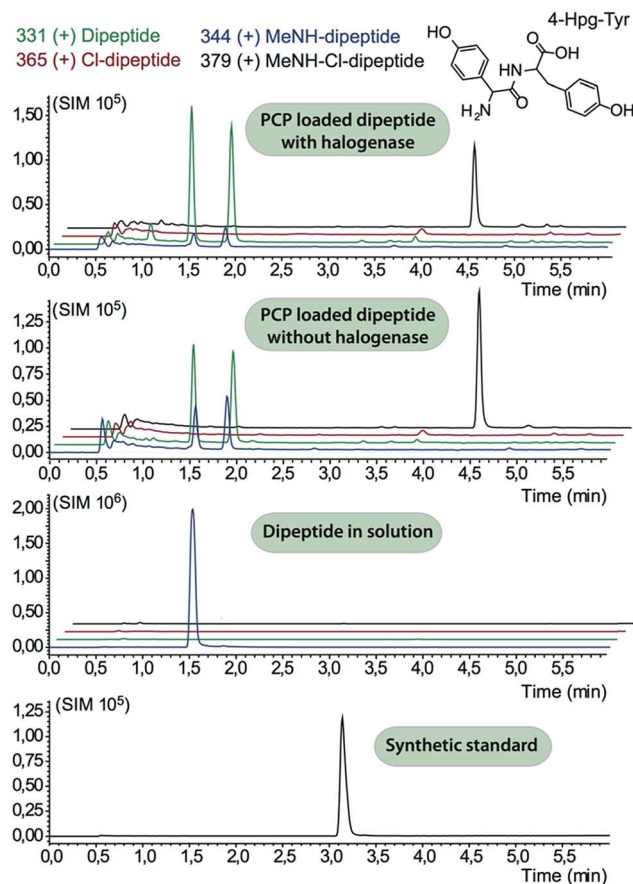 331 (+) Dipeptide 344 (+) MeNH-dipeptide
365 (+) Cl-dipeptide 379 (+) MeNH-Cl-dipeptide
4-Hpg-Tyr
HO
O
OH
HN
NH₂
O
OH
(SIM 10⁵)
PCP loaded dipeptide
with halogenase
1,50
1,00
0,50
0,00
0,0 0,5 1,0 1,5 2,0 2,5 3,0 3,5 4,0 4,5 5,0 5,5
Time (min)
(SIM 10⁵)
PCP loaded dipeptide
without halogenase
1,25
1,00
0,75
0,50
0,25
0,00
0,0 0,5 1,0 1,5 2,0 2,5 3,0 3,5 4,0 4,5 5,0 5,5
Time (min)
(SIM 10⁶)
Dipeptide in solution
2,00
1,50
1,00
0,50
0,00
0,0 0,5 1,0 1,5 2,0 2,5 3,0 3,5 4,0 4,5 5,0 5,5
Time (min)
(SIM 10⁵)
Synthetic standard
1,25
1,00
0,75
0,50
0,25
0,00
0,0 0,5 1,0 1,5 2,0 2,5 3,0 3,5 4,0 4,5 5,0 5,5
Time (min)